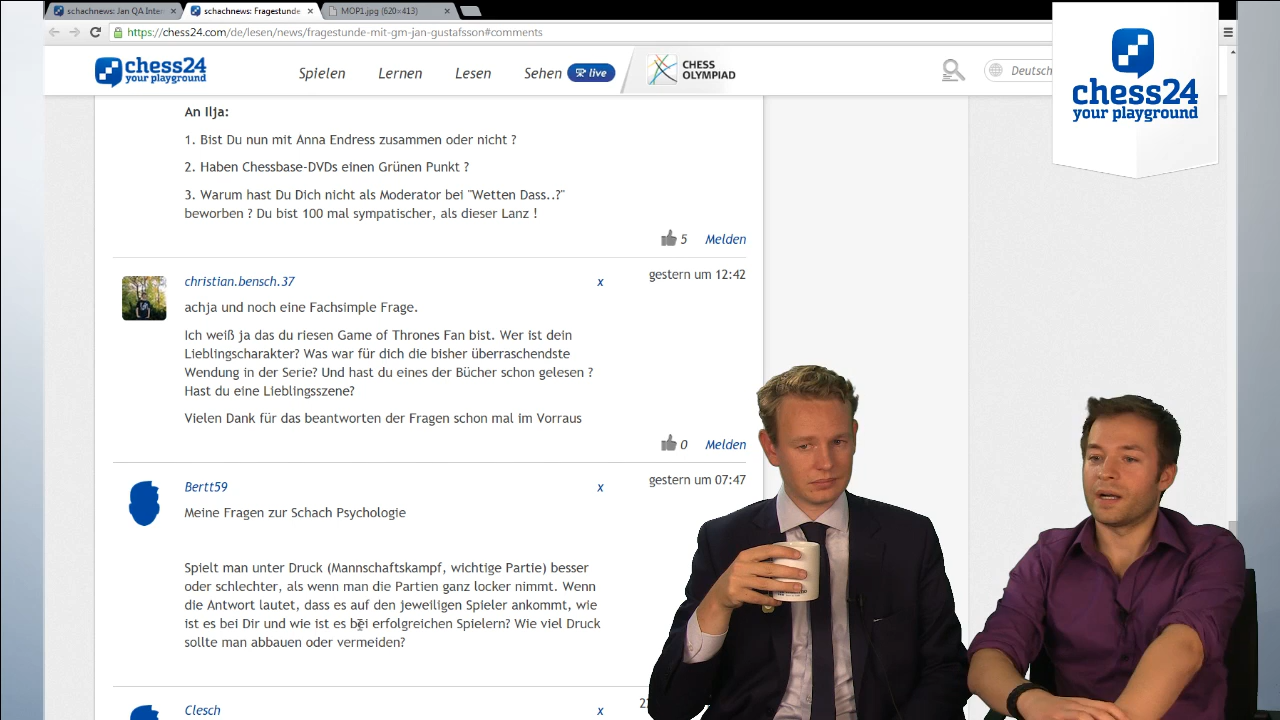 schachnews: Jan QA Inter
schachnews: Fragestunde
MOP1.jpg (620×413)
https://chess24.com/de/lesen/news/fragestunde-mit-gm-jan-gustafsson#comments
chess24
your playground
Spielen
Lernen
Lesen
Sehen
live
CHESS
OLYMPIAD
Deutsch
chess24
your playground
An Ilja:
1. Bist Du nun mit Anna Endress zusammen oder nicht ?
2. Haben Chessbase-DVDs einen Grünen Punkt ?
3. Warum hast Du Dich nicht als Moderator bei "Wetten Dass..?"
beworben ? Du bist 100 mal sympatischer, als dieser Lanz !
5 Melden
christian.bensch.37
x
gestern um 12:42
achja und noch eine Fachsimple Frage.
Ich weiß ja das du riesen Game of Thrones Fan bist. Wer ist dein
Lieblingscharakter? Was war für dich die bisher überraschendste
Wendung in der Serie? Und hast du eines der Bücher schon gelesen ?
Hast du eine Lieblingsszene?
Vielen Dank für das beantworten der Fragen schon mal im Vorraus
0 Melden
Bertt59
x
gestern um 07:47
Meine Fragen zur Schach Psychologie
Spielt man unter Druck (Mannschaftskampf, wichtige Partie) besser
oder schlechter, als wenn man die Partien ganz locker nimmt. Wenn
die Antwort lautet, dass es auf den jeweiligen Spieler ankommt, wie
ist es bei Dir und wie ist es bei erfolgreichen Spielern? Wie viel Druck
sollte man abbauen oder vermeiden?
Clesch
x